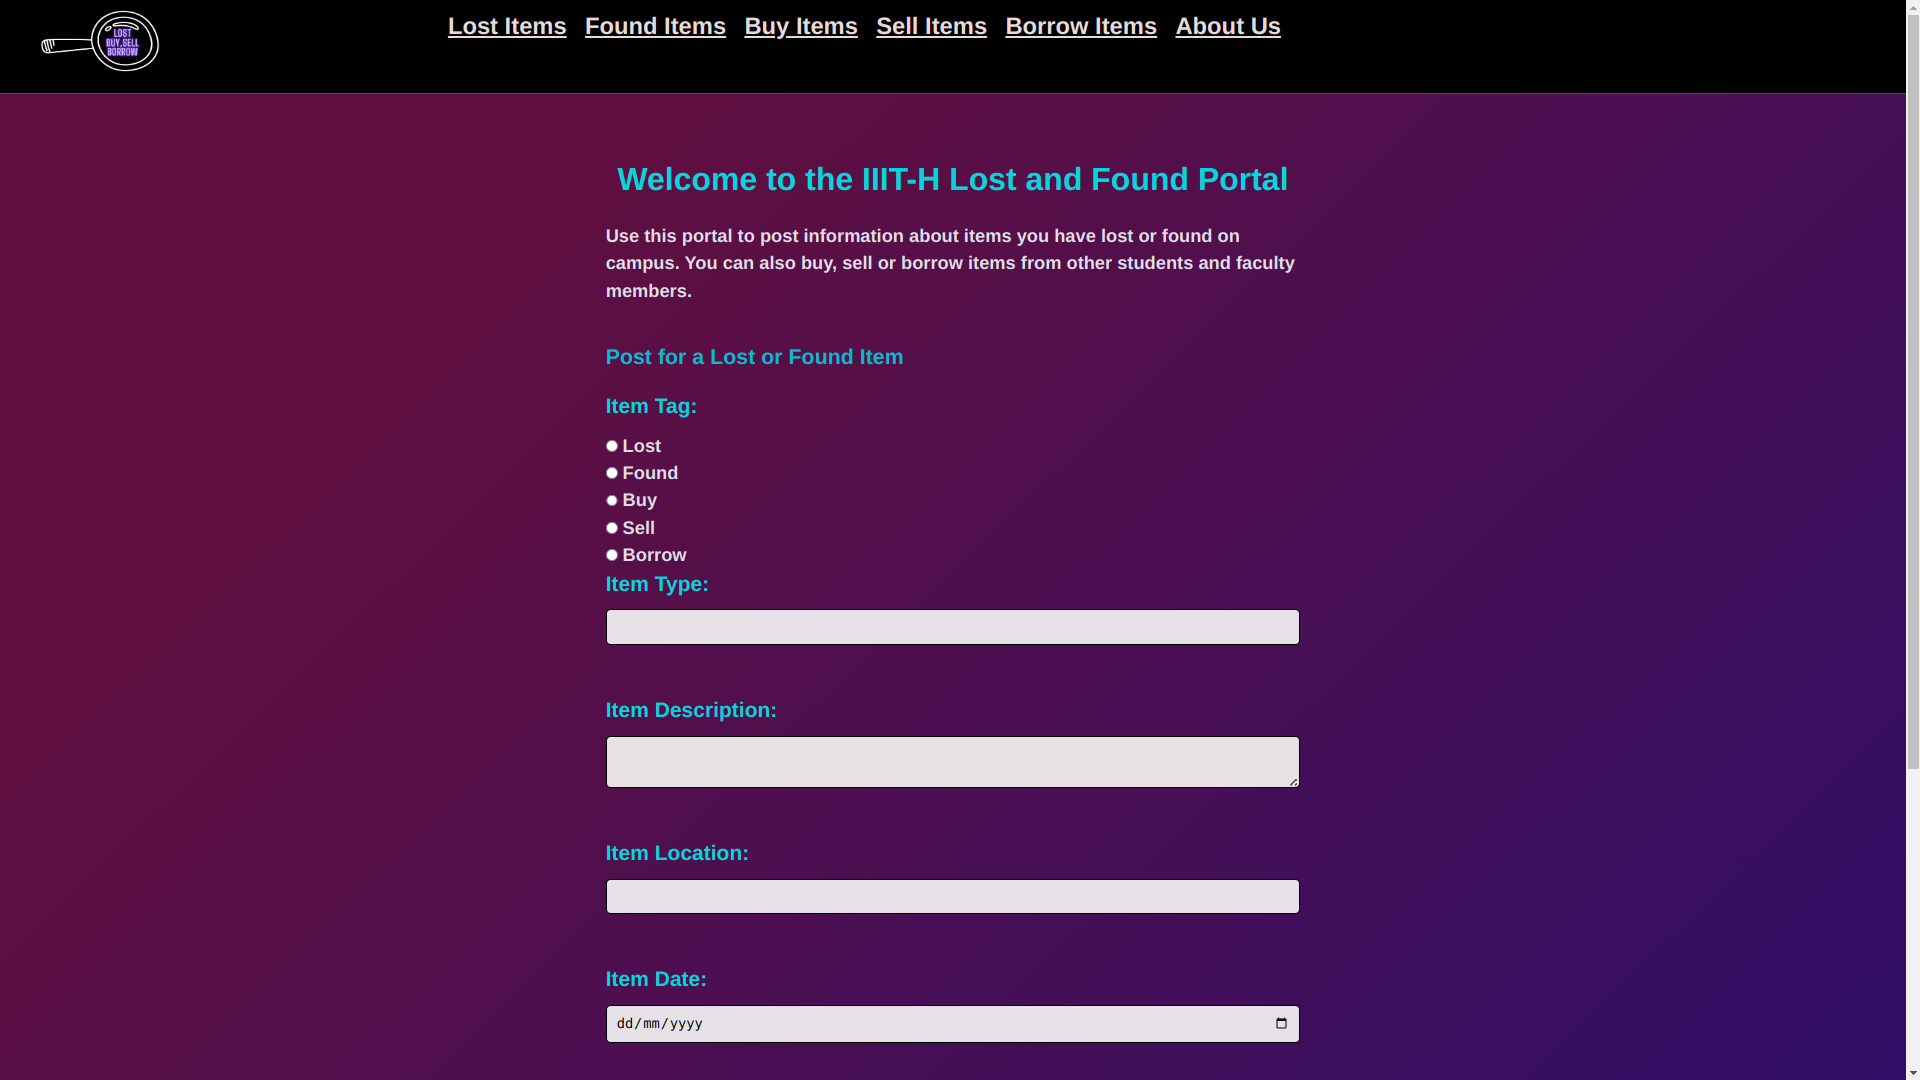 LOST
BUY,SELL
BORROW
Lost Items Found Items Buy Items Sell Items Borrow Items About Us
Welcome to the IIIT-H Lost and Found Portal
Use this portal to post information about items you have lost or found on
campus. You can also buy, sell or borrow items from other students and faculty
members.
Post for a Lost or Found Item
Item Tag:
Lost
Found
Buy
Sell
Borrow
Item Type:
Item Description:
Item Location:
Item Date:
dd/mm/yyyy